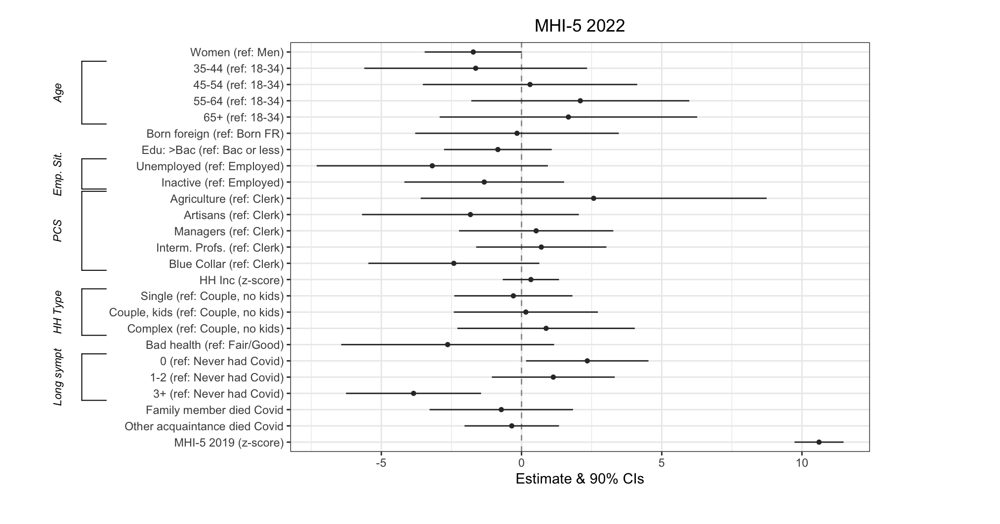 MHI-5 2022
Women (ref: Men)
Age
35-44 (ref: 18-34)
45-54 (ref: 18-34)
55-64 (ref: 18-34)
65+ (ref: 18-34)
Born foreign (ref: Born FR)
Edu: >Bac (ref: Bac or less)
Emp. Sit.
Unemployed (ref: Employed)
Inactive (ref: Employed)
PCS
Agriculture (ref: Clerk)
Artisans (ref: Clerk)
Managers (ref: Clerk)
Interm. Profs. (ref: Clerk)
Blue Collar (ref: Clerk)
HH Inc (z-score)
HH Type
Single (ref: Couple, no kids)
Couple, kids (ref: Couple, no kids)
Complex (ref: Couple, no kids)
Bad health (ref: Fair/Good)
Long sympt
0 (ref: Never had Covid)
1-2 (ref: Never had Covid)
3+ (ref: Never had Covid)
Family member died Covid
Other acquaintance died Covid
MHI-5 2019 (z-score)
-5 0 5 10
Estimate & 90% CIs